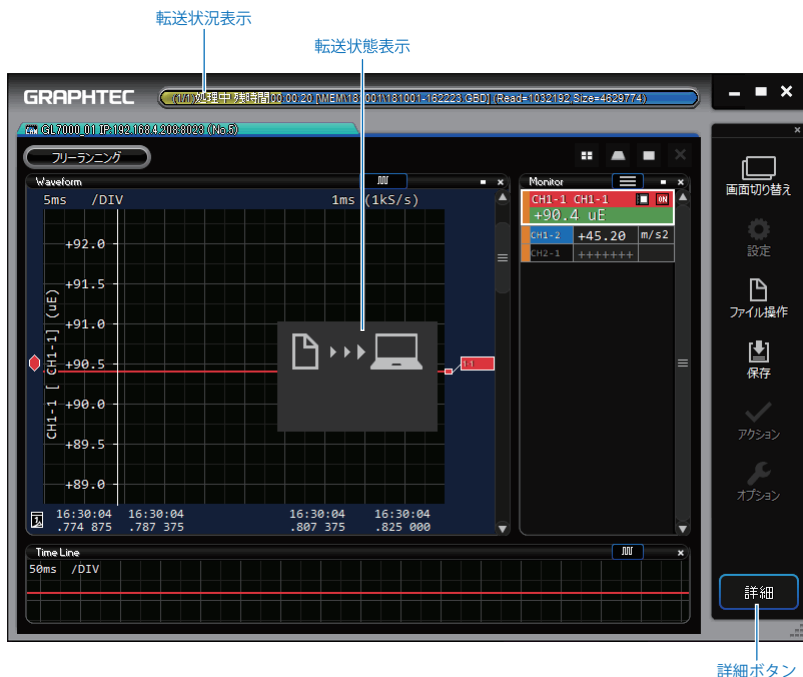 転送状況表示
転送状態表示
GRAPHTEC
(1/1)処理中 残時間00:00:20 [\MEM\181001\181001-162223.GBD] (Read=1032192,Size=4629774)
GL7000_01 IP:192.168.4.208:8023 (No.5)
フリーランニング
Waveform
5ms /DIV
1ms (1kS/s)
+92.0
+91.5
+91.0
+90.5
+90.0
+89.5
+89.0
CH1-1 [ CH1-1] (uE)
1-1
16:30:04 16:30:04 16:30:04 16:30:04
.774 875 .787 375 .807 375 .825 000
Monitor
CH1-1 CH1-1 ON
+90.4 uE
CH1-2 +45.20 m/s2
CH2-1 +++++++
Time Line
50ms /DIV
画面切り替え
設定
ファイル操作
保存
アクション
オプション
詳細
詳細ボタン